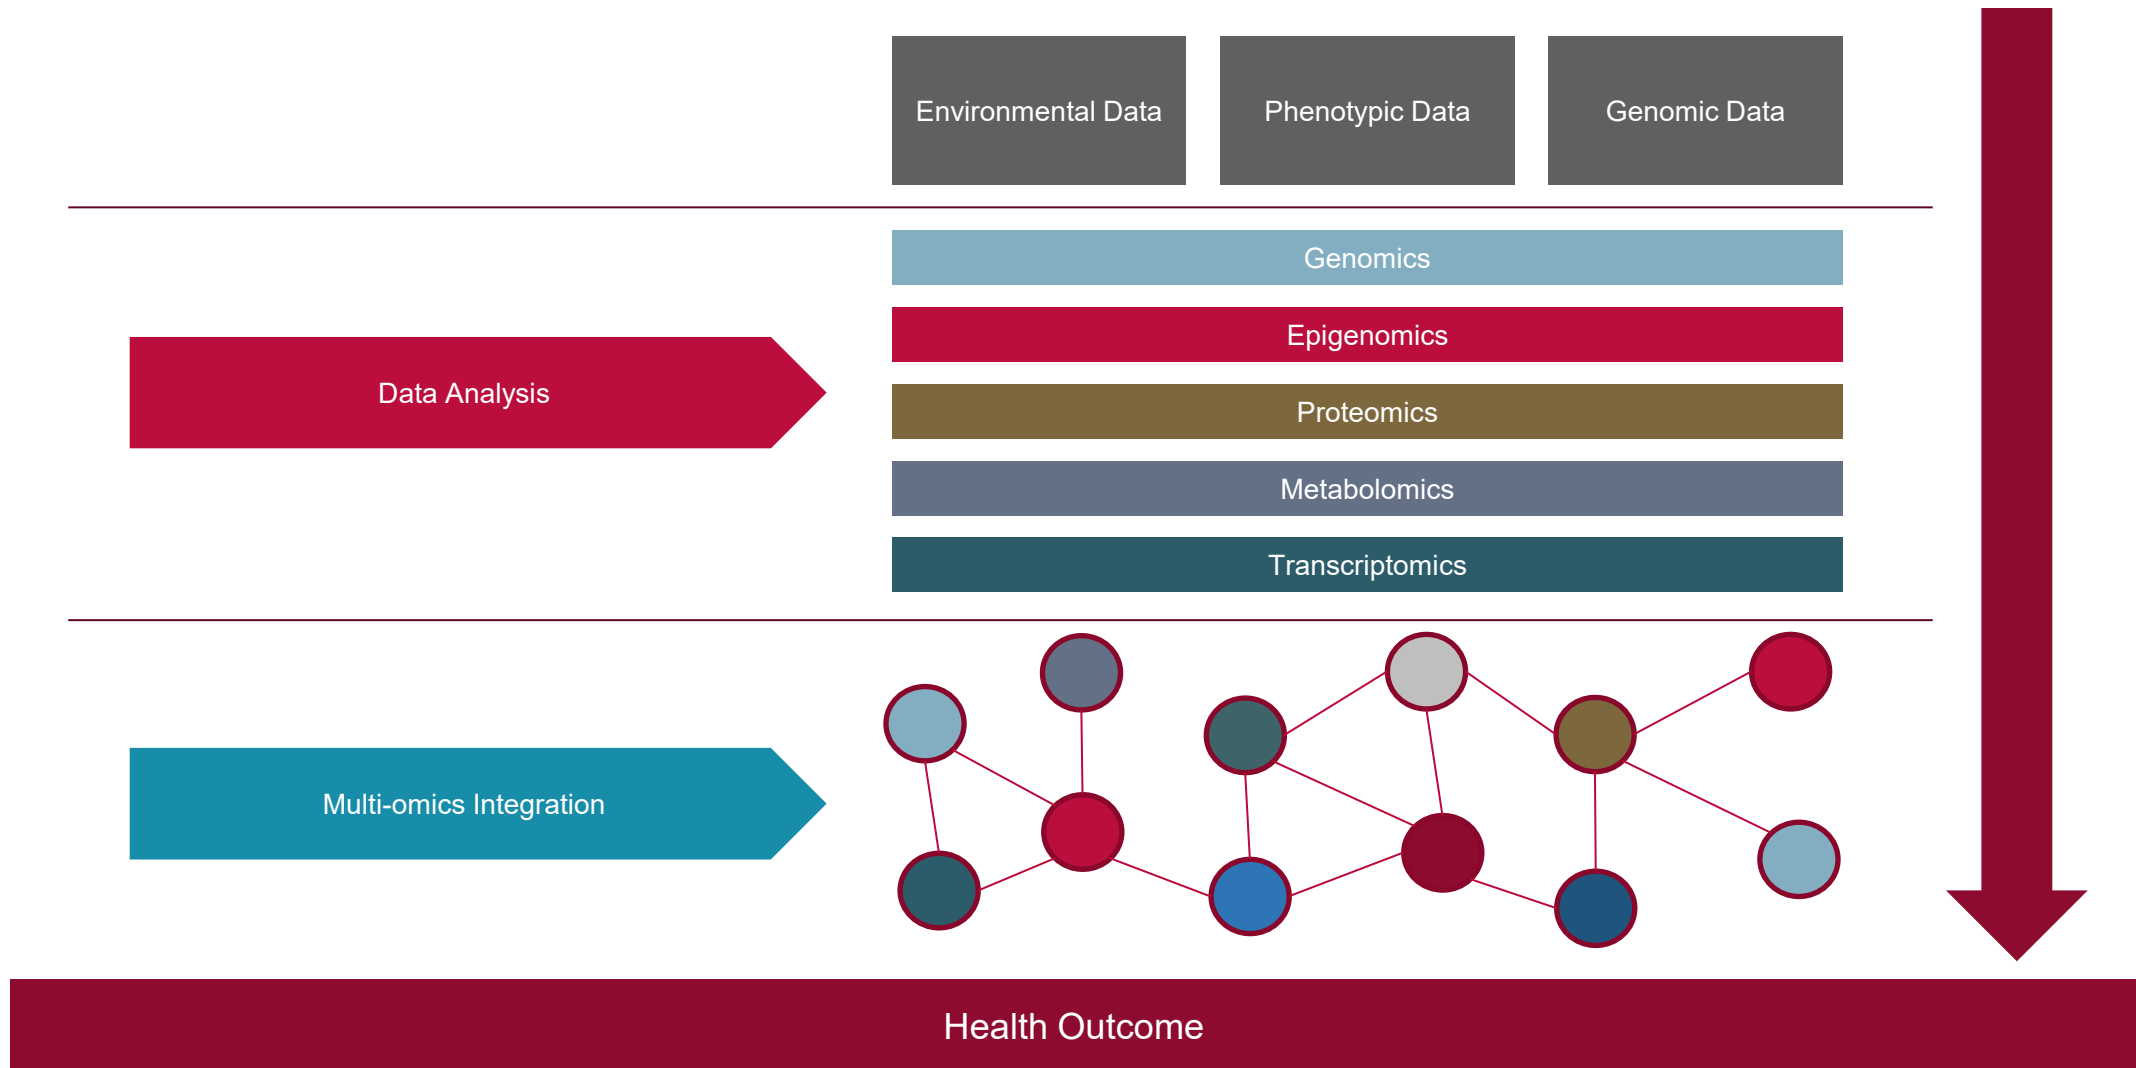 Environmental Data
Phenotypic Data
Genomic Data
Genomics
Epigenomics
Data Analysis
Proteomics
Metabolomics
Transcriptomics
Multi-omics Integration
Health Outcome